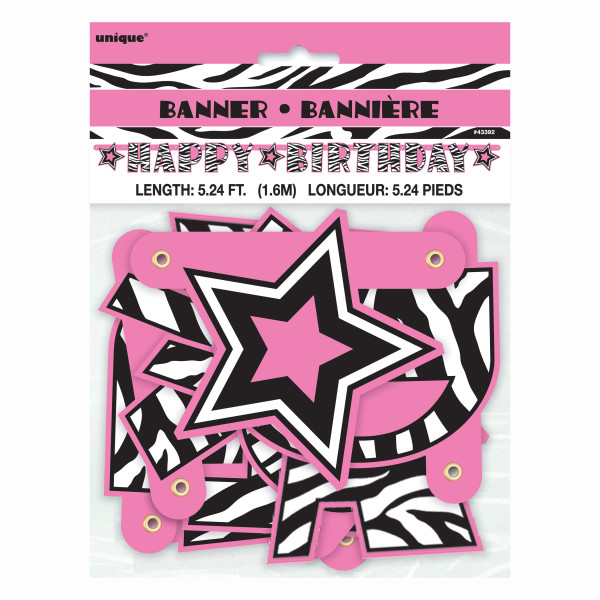 unique®
BANNER • BANNIÈRE
#43392
HAPPY BIRTHDAY
LENGTH: 5.24 FT. (1.6M) LONGUEUR: 5.24 PIEDS